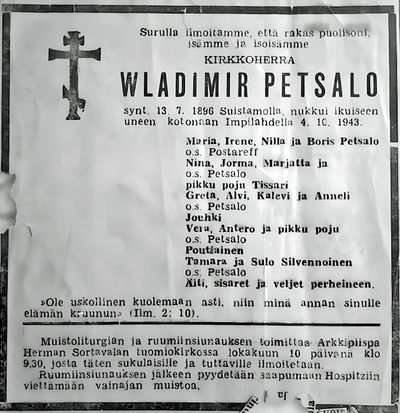 Surulla ilmoitamme, että rakas puolisoni,
isämme ja isoisämme
KIRKKOHERRA
WLADIMIR PETSALO
synt. 13. 7. 1896 Suistamolla, nukkui ikuiseen
uneen kotonaan Impilahdella 4. 10. 1943.
Maria, Irene, Nilla ja Boris Petsalo
o.s. Postareff
Nina, Jorma, Marjatta ja
o.s. Petsalo
pikku poju Tissari
Greta, Alvi, Kalevi ja Anneli
o.s. Petsalo
Jouhki
Vera, Antero ja pikku poju
o.s. Petsalo
Poutiainen
Tamara ja Sulo Silvennoinen
o.s. Petsalo
Äiti, sisaret ja veljet perheineen.
»Ole uskollinen kuolemaan asti, niin minä annan sinulle
elämän kruunun» (Ilm. 2: 10).
Muistoliturgian ja ruumiinsiunauksen toimittaa Arkkipiispa
Herman Sortavalan tuomiokirkossa lokakuun 10 päivänä klo
9,30, josta täten sukulaisille ja tuttaville ilmoitetaan.
Ruumiinsiunauksen jälkeen pyydetään saapumaan Hospitziin
viettämään vainajan muistoa.